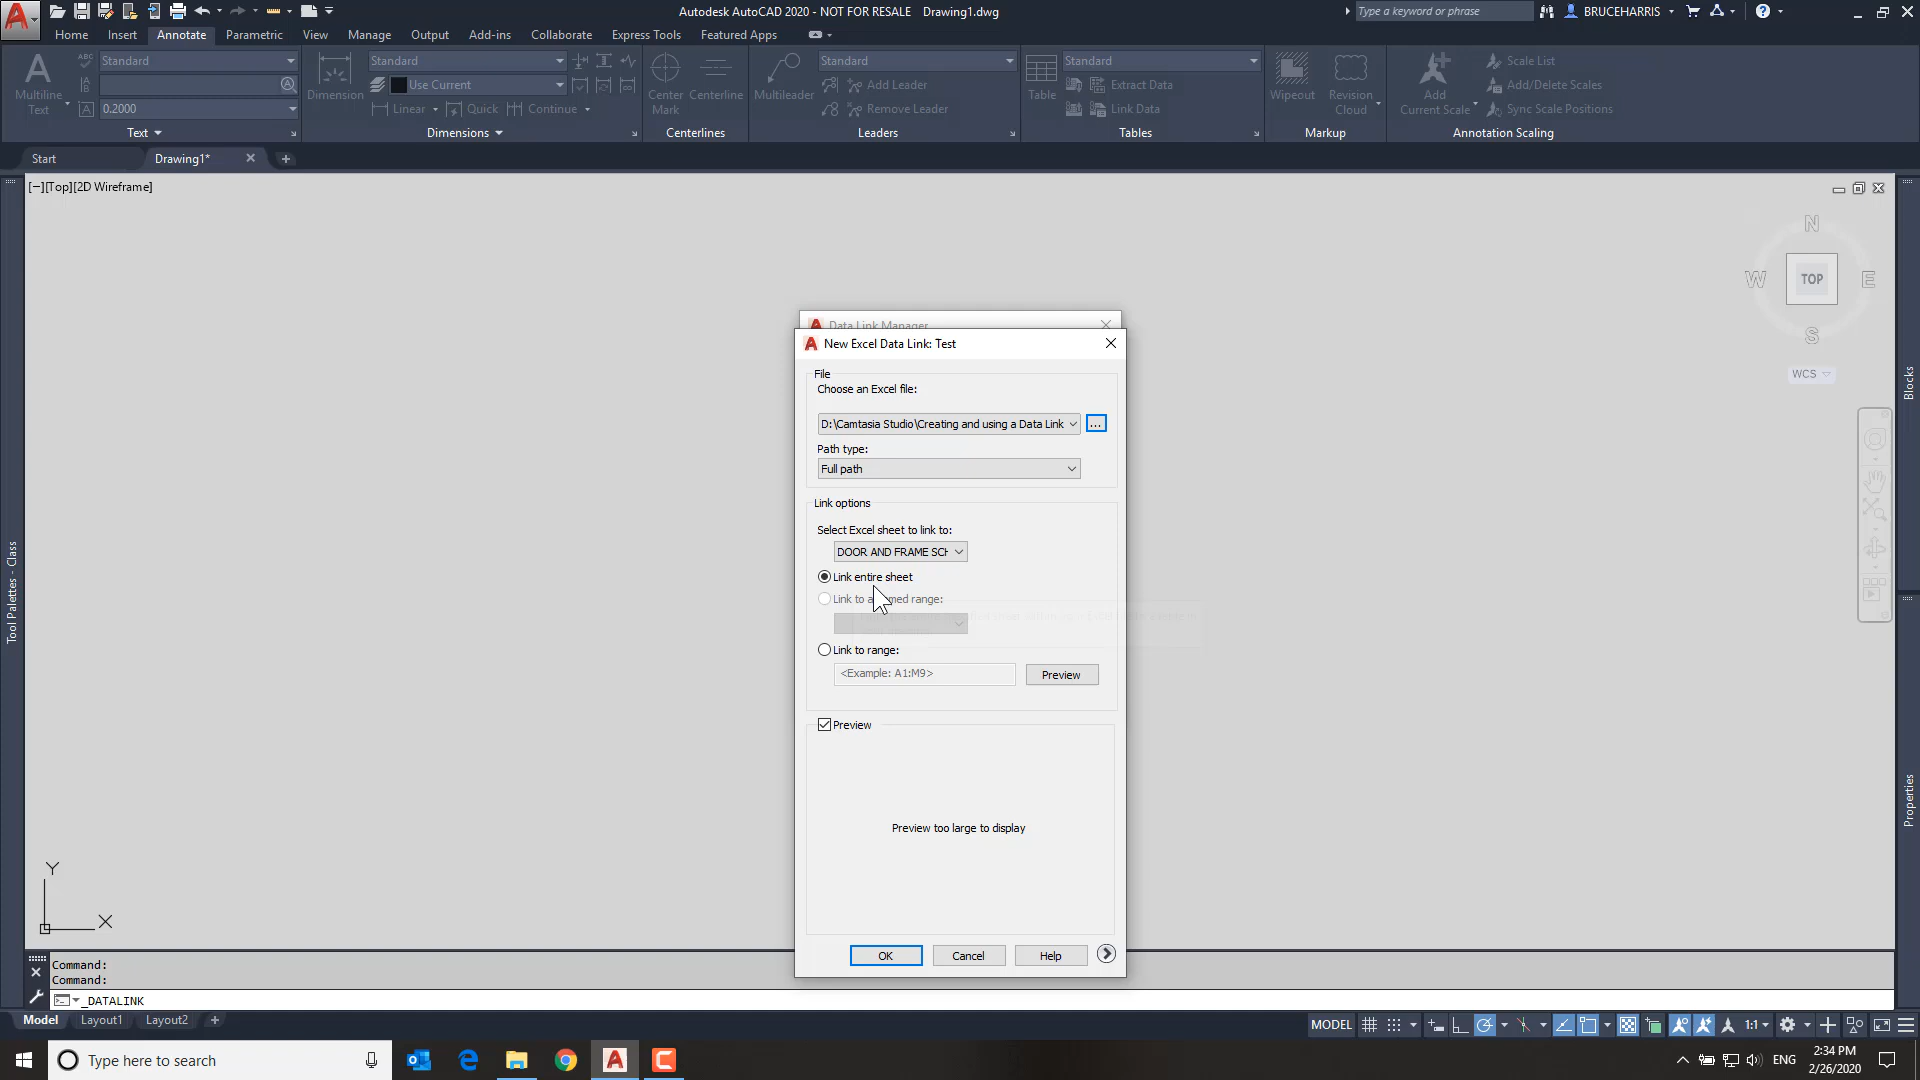 Autodesk AutoCAD 2020 - NOT FOR RESALE Drawing1.dwg
Type a keyword or phrase
BRUCEHARRIS
Home Insert Annotate Parametric View Manage Output Add-ins Collaborate Express Tools Featured Apps
Standard
0.2000
Multiline Text
Text
Standard
Use Current
Dimension
Linear Quick Continue
Dimensions
Center Mark
Centerline
Centerlines
Multileader
Standard
Add Leader
Remove Leader
Leaders
Table
Standard
Extract Data
Link Data
Tables
Wipeout
Revision Cloud
Markup
Add Current Scale
Scale List
Add/Delete Scales
Sync Scale Positions
Annotation Scaling
Start Drawing1*
[−][Top][2D Wireframe]
N
W TOP E
S
WCS
Tool Palettes - Class
Blocks
Properties
Data Link Manager
New Excel Data Link: Test
File
Choose an Excel file:
D:\Camtasia Studio\Creating and using a Data Link
...
Path type:
Full path
Link options
Select Excel sheet to link to:
DOOR AND FRAME SCH
Link entire sheet
Link to a named range:
Link to range:
<Example: A1:M9>
Preview
Preview
Preview too large to display
OK Cancel Help
Y
X
Command:
Command:
_DATALINK
Model Layout1 Layout2
MODEL
1:1
Type here to search
ENG
2:34 PM
2/26/2020